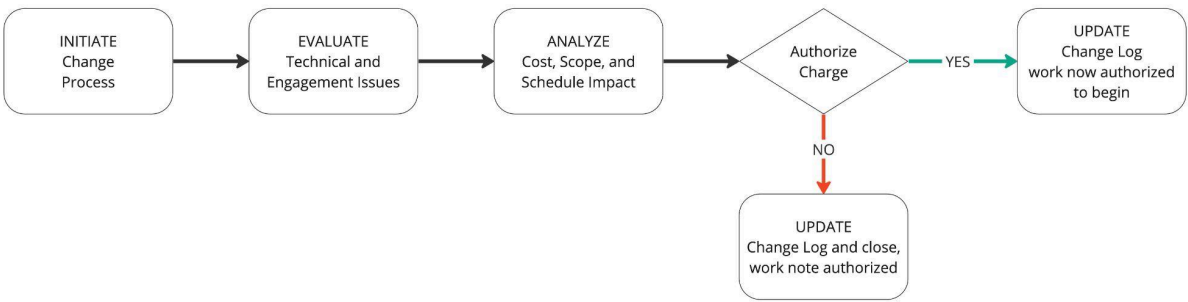 INITIATE
Change
Process
EVALUATE
Technical and
Engagement Issues
ANALYZE
Cost, Scope, and
Schedule Impact
Authorize
Charge
YES
UPDATE
Change Log
work now authorized
to begin
NO
UPDATE
Change Log and close,
work note authorized